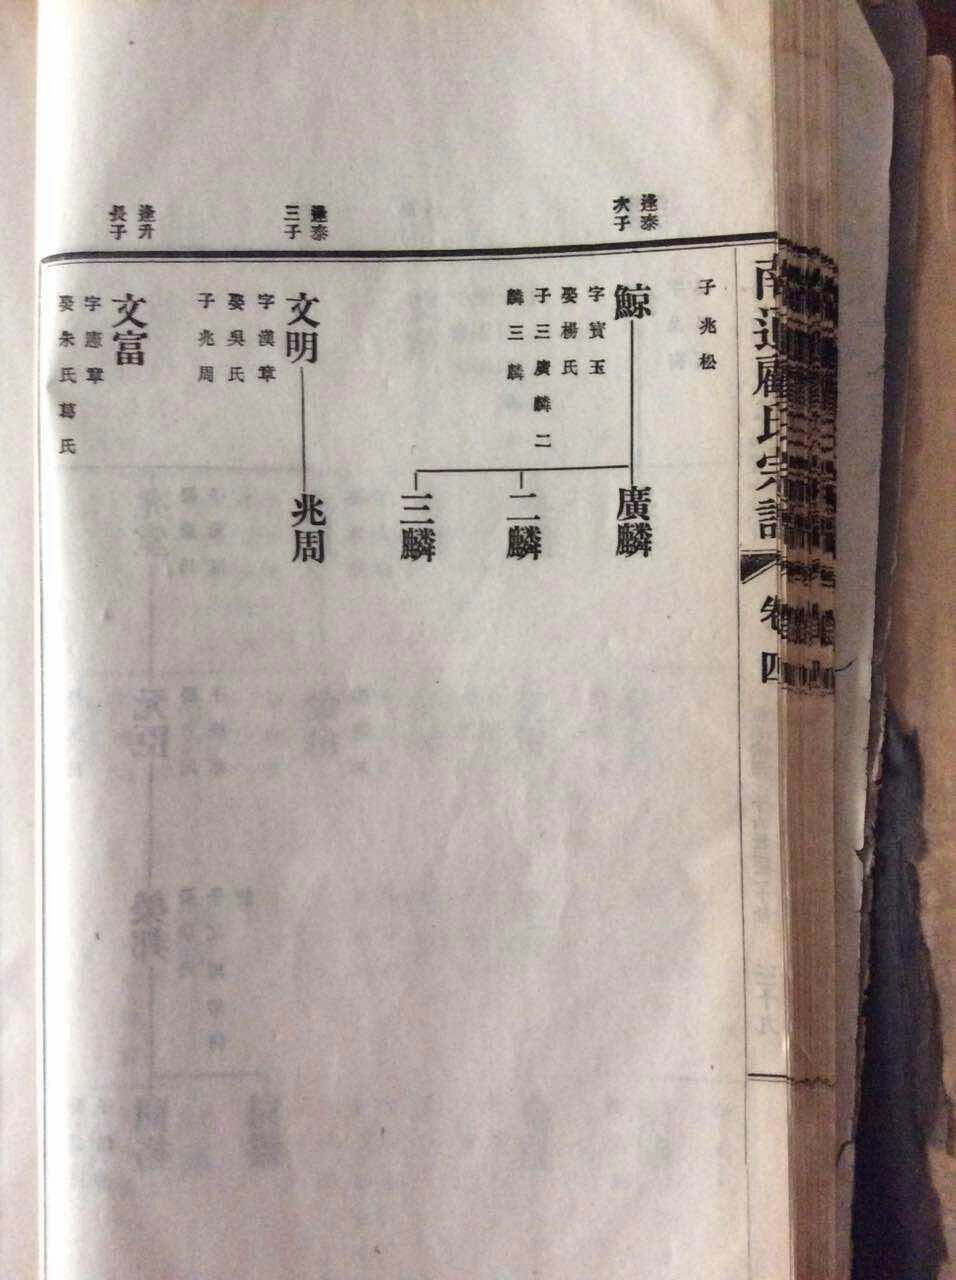 南通顧氏宗譜
卷四
子兆松
逢泰
次子
鯨
字寶玉
娶楊氏
子三廣麟二
麟三麟
廣麟
二麟
三麟
逢泰
三子
文明
字漢章
娶吳氏
子兆周
兆周
逢升
長子
文富
字憲章
娶朱氏葛氏